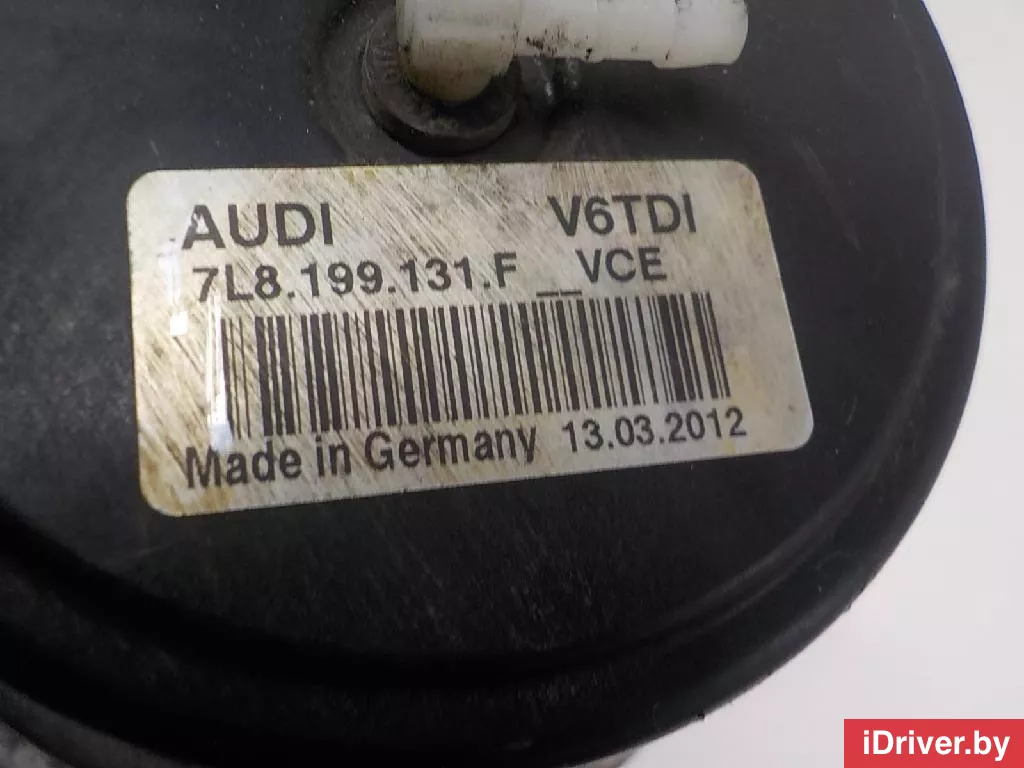 AUDI V6TDI
7L8.199.131.F __VCE
Made in Germany 13.03.2012
iDriver.by